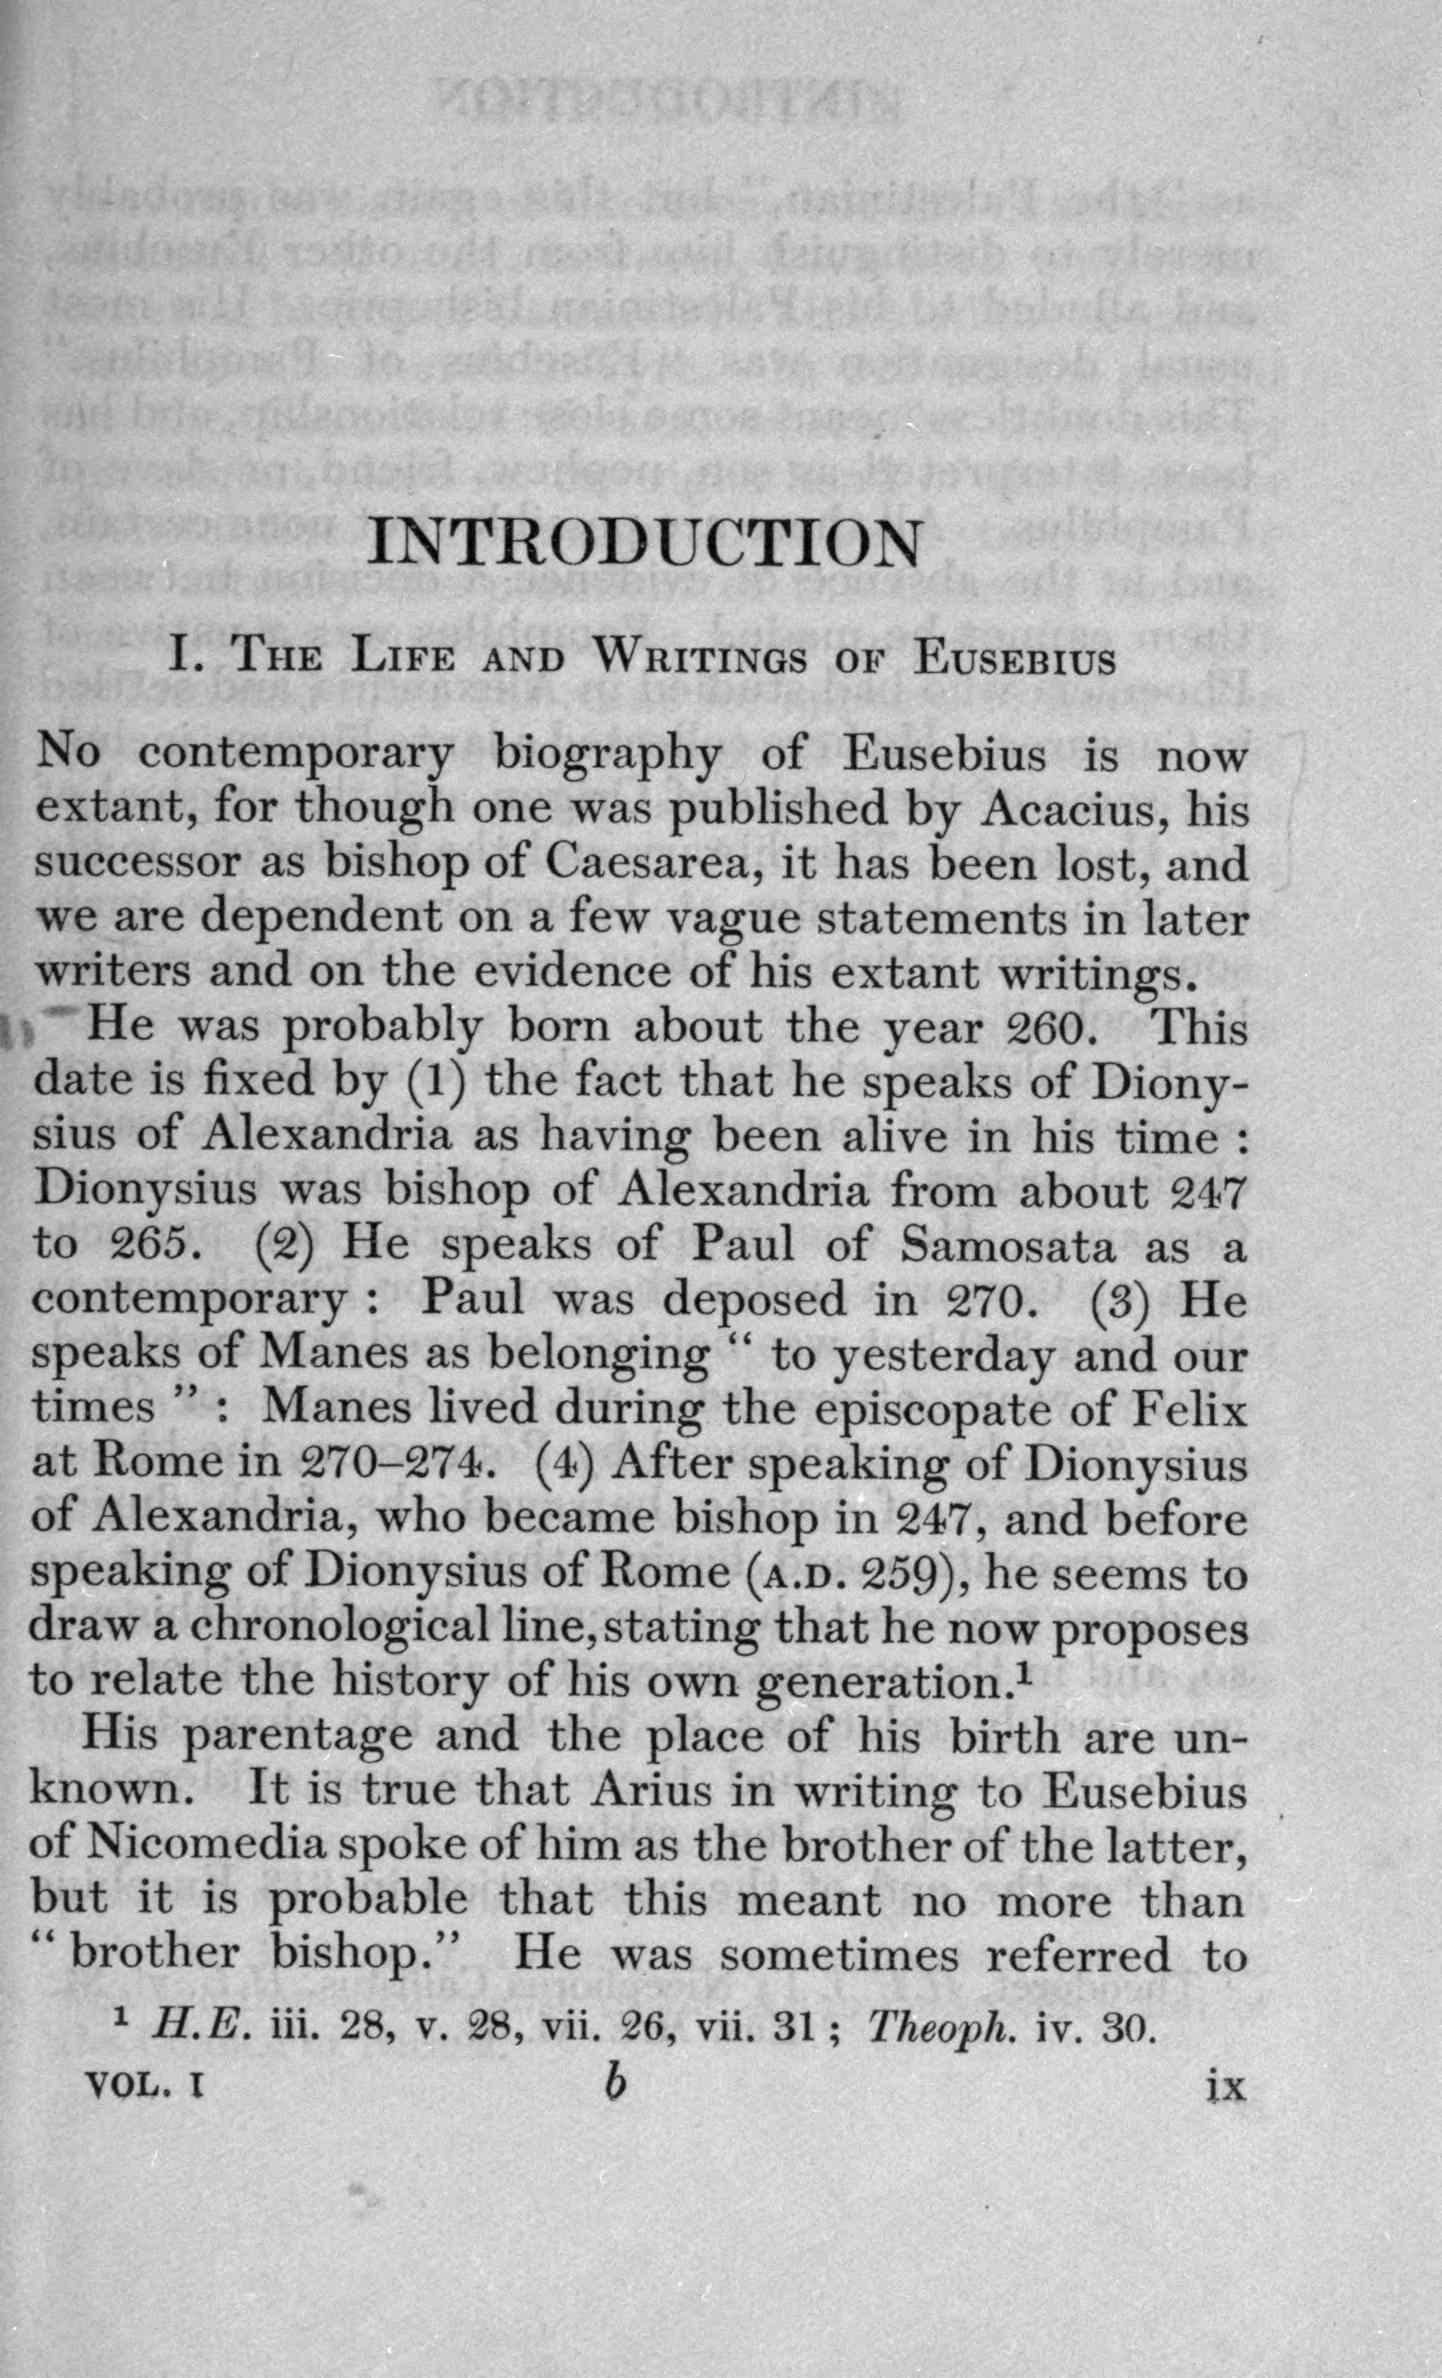 INTRODUCTION
I. The Life and Writings of Eusebius
No contemporary biography of Eusebius is now
extant, for though one was published by Acacius, his
successor as bishop of Caesarea, it has been lost, and
we are dependent on a few vague statements in later
writers and on the evidence of his extant writings.
He was probably born about the year 260. This
date is fixed by (1) the fact that he speaks of Diony-
sius of Alexandria as having been alive in his time :
Dionysius was bishop of Alexandria from about 247
to 265. (2) He speaks of Paul of Samosata as a
contemporary : Paul was deposed in 270. (3) He
speaks of Manes as belonging “ to yesterday and our
times ” : Manes lived during the episcopate of Felix
at Rome in 270–274. (4) After speaking of Dionysius
of Alexandria, who became bishop in 247, and before
speaking of Dionysius of Rome (A.D. 259), he seems to
draw a chronological line, stating that he now proposes
to relate the history of his own generation.¹
His parentage and the place of his birth are un-
known. It is true that Arius in writing to Eusebius
of Nicomedia spoke of him as the brother of the latter,
but it is probable that this meant no more than
“ brother bishop.” He was sometimes referred to
¹ H.E. iii. 28, v. 28, vii. 26, vii. 31 ; Theoph. iv. 30.
VOL. I b ix